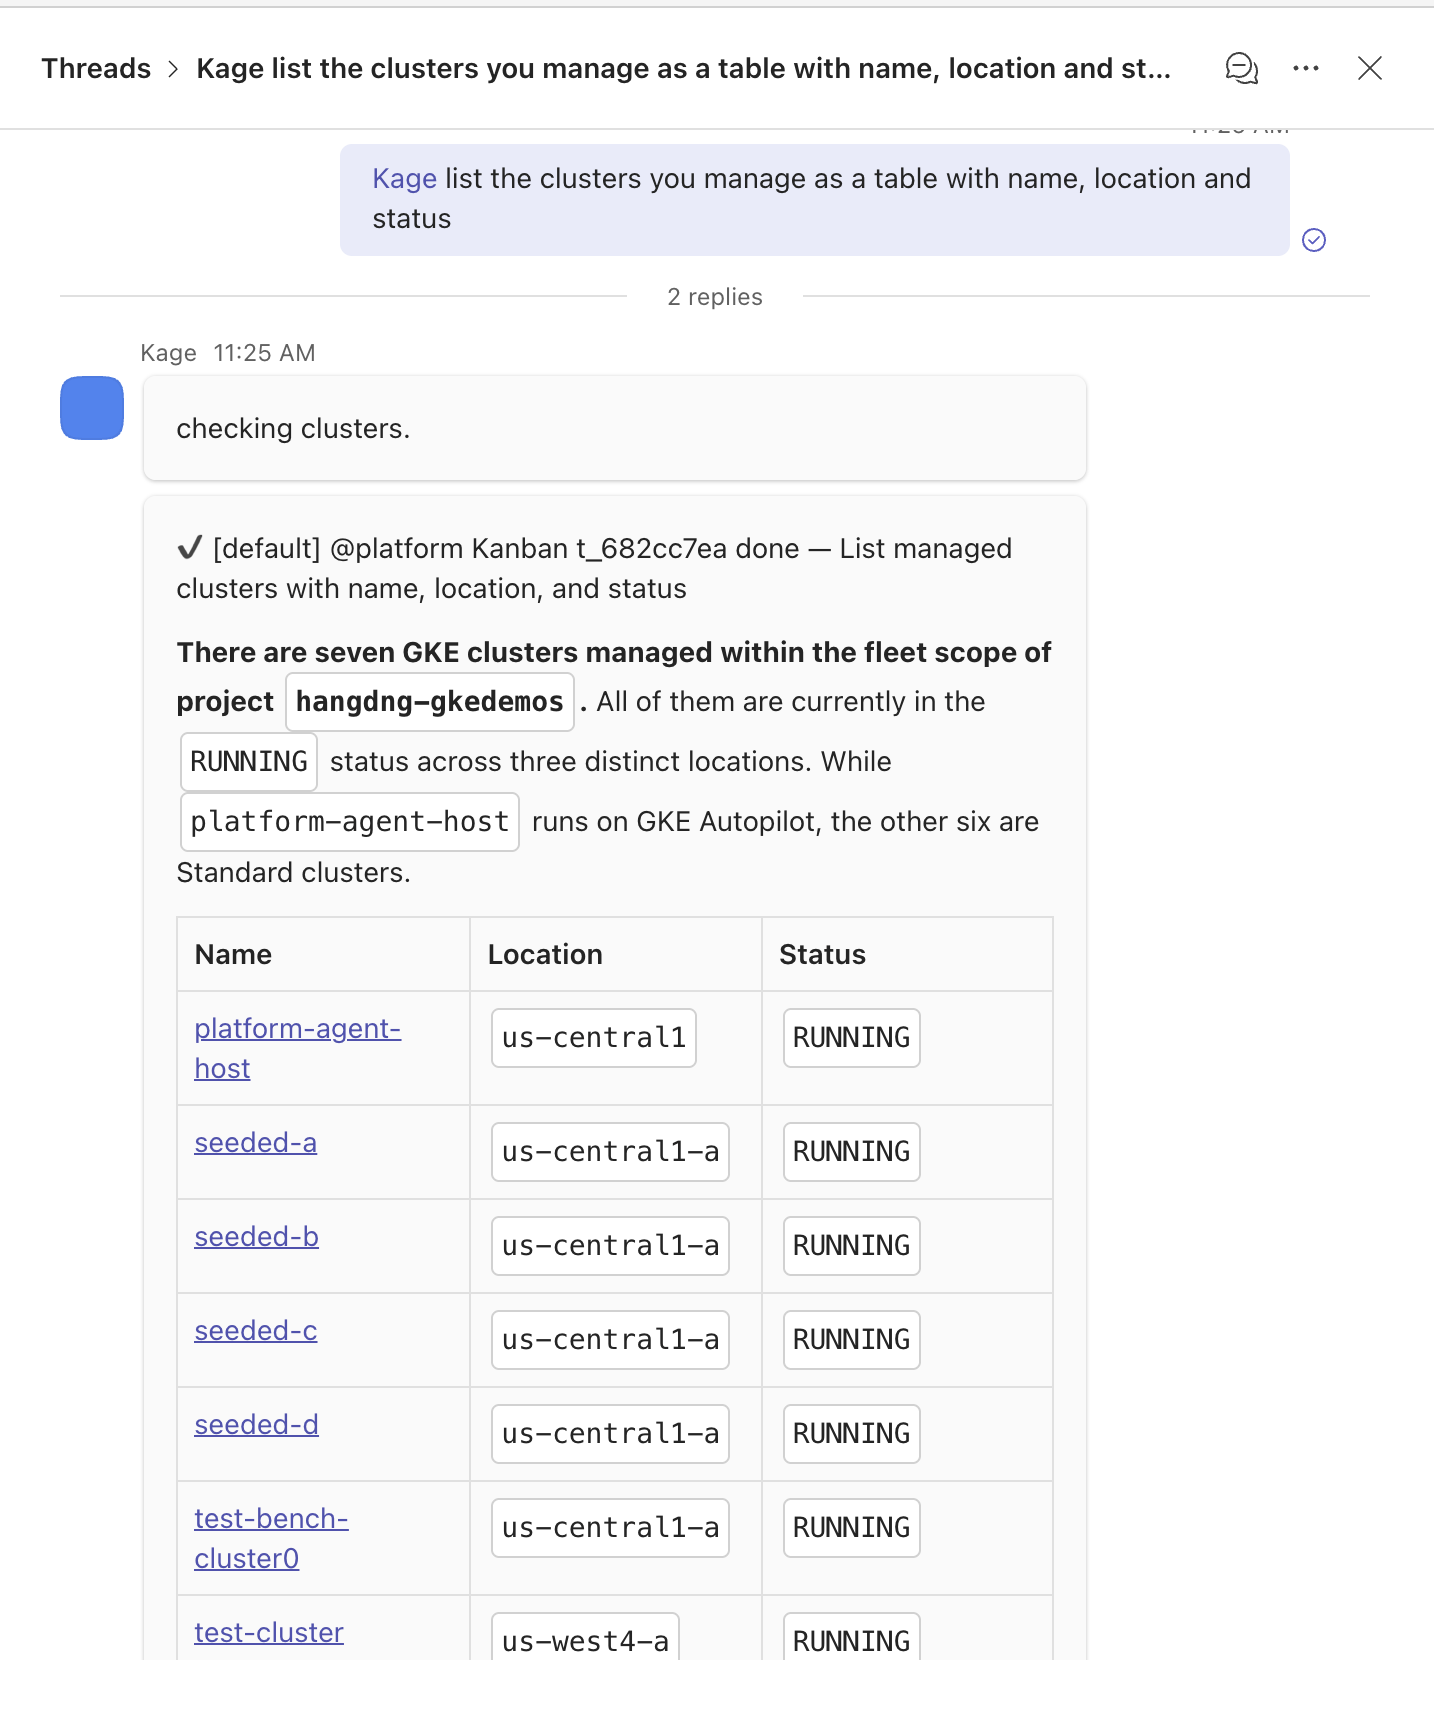 Threads > Kage list the clusters you manage as a table with name, location and st...
Kage list the clusters you manage as a table with name, location and
status
2 replies
Kage 11:25 AM
checking clusters.
✔ [default] @platform Kanban t_682cc7ea done — List managed
clusters with name, location, and status
There are seven GKE clusters managed within the fleet scope of
project hangdng-gkedemos . All of them are currently in the
RUNNING status across three distinct locations. While
platform-agent-host runs on GKE Autopilot, the other six are
Standard clusters.
Name Location Status
platform-agent-
host
us-central1 RUNNING
seeded-a us-central1-a RUNNING
seeded-b us-central1-a RUNNING
seeded-c us-central1-a RUNNING
seeded-d us-central1-a RUNNING
test-bench-
cluster0
us-central1-a RUNNING
test-cluster us-west4-a RUNNING